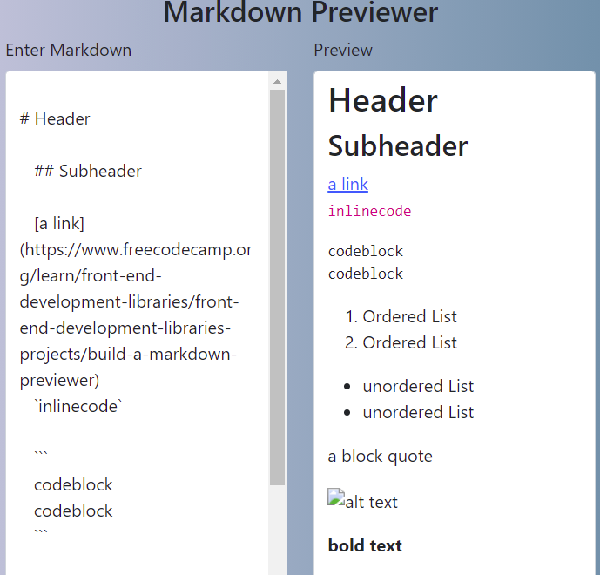 Markdown Previewer
Enter Markdown
# Header
## Subheader
[a link]
(https://www.freecodecamp.or
g/learn/front-end-
development-libraries/front-
end-development-libraries-
projects/build-a-markdown-
previewer)
`inlinecode`
```
codeblock
codeblock
```
Preview
Header
Subheader
a link
inlinecode
codeblock
codeblock
1. Ordered List
2. Ordered List
• unordered List
• unordered List
a block quote
alt text
bold text